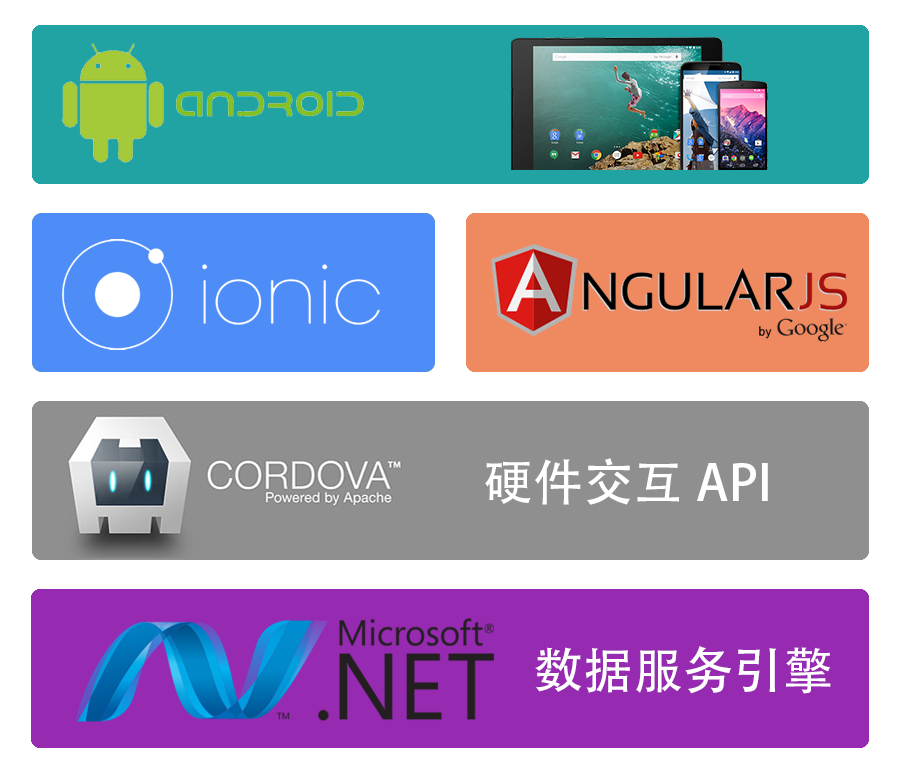 ANDROID
ionic
ANGULARJS
by Google
CORDOVA™
Powered by Apache
硬件交互 API
Microsoft®
.NET
™
数据服务引擎